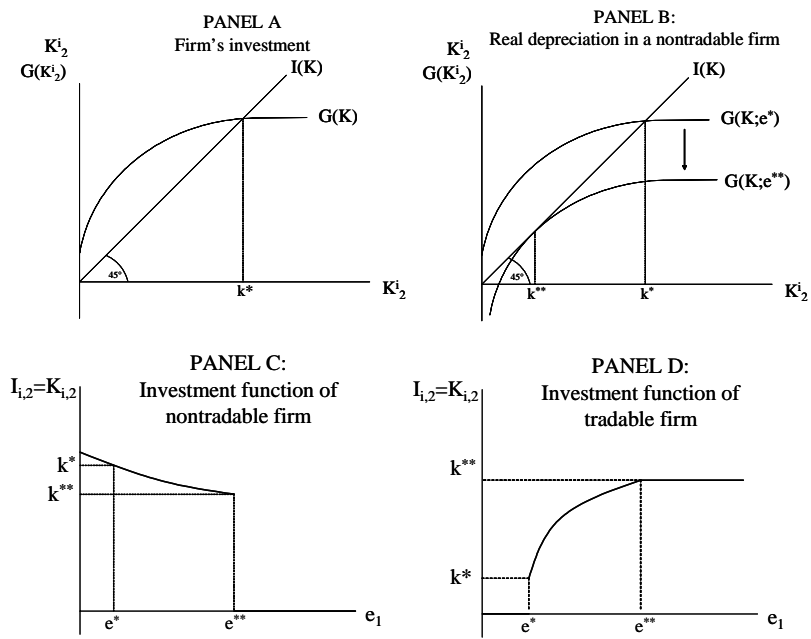 PANEL A
Firm's investment
K^i_2
G(K^i_2)
I(K)
G(K)
45°
k*
K^i_2
PANEL B:
Real depreciation in a nontradable firm
K^i_2
G(K^i_2)
I(K)
G(K;e*)
G(K;e**)
45°
k**
k*
K^i_2
PANEL C:
Investment function of
nontradable firm
I_{i,2}=K_{i,2}
k*
k**
e*
e**
e_1
PANEL D:
Investment function of
tradable firm
I_{i,2}=K_{i,2}
k**
k*
e*
e**
e_1